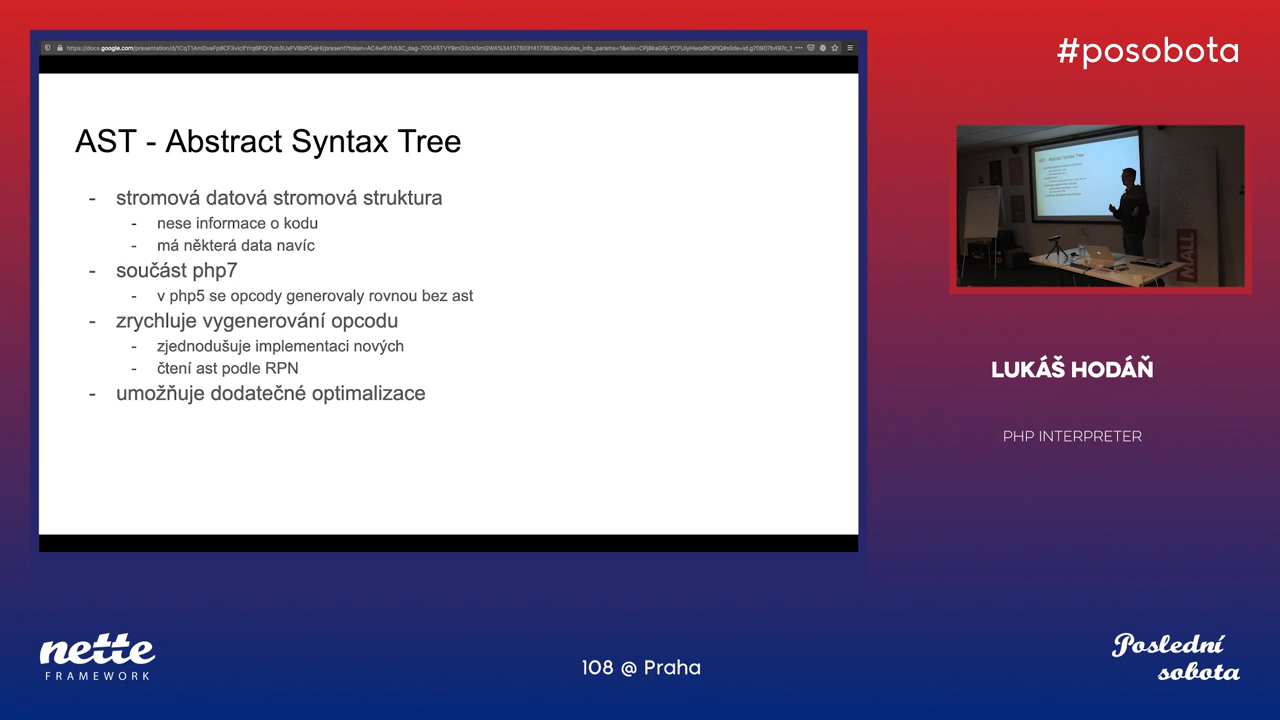 #posobota
AST - Abstract Syntax Tree
- stromová datová stromová struktura
- nese informace o kodu
- má některá data navíc
- součást php7
- v php5 se opcody generovaly rovnou bez ast
- zrychluje vygenerování opcodu
- zjednodušuje implementaci nových
- čtení ast podle RPN
- umožňuje dodatečné optimalizace
MALL
LUKÁŠ HODÁŇ
PHP INTERPRETER
nette
FRAMEWORK
108 @ Praha
Poslední
sobota